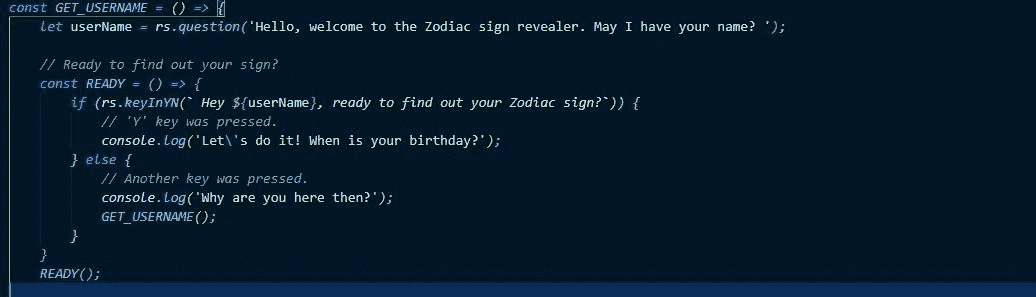 const GET_USERNAME = () => {
    let userName = rs.question('Hello, welcome to the Zodiac sign revealer. May I have your name? ');

    // Ready to find out your sign?
    const READY = () => {
        if (rs.keyInYN(` Hey ${userName}, ready to find out your Zodiac sign?`)) {
            // 'Y' key was pressed.
            console.log('Let\'s do it! When is your birthday?');
        } else {
            // Another key was pressed.
            console.log('Why are you here then?');
            GET_USERNAME();
        }
    }
    READY();